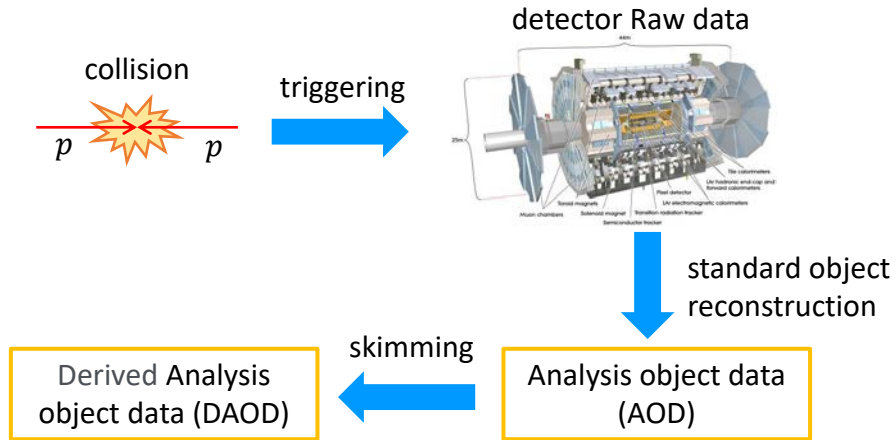 detector Raw data
collision
triggering
p
p
44m
25m
Tile calorimeters
LAr hadronic end-cap and
forward calorimeters
Pixel detector
LAr electromagnetic calorimeters
Toroid magnets
Muon chambers
Solenoid magnet
Transition radiation tracker
Semiconductor tracker
standard object
reconstruction
skimming
Derived Analysis
object data (DAOD)
Analysis object data
(AOD)